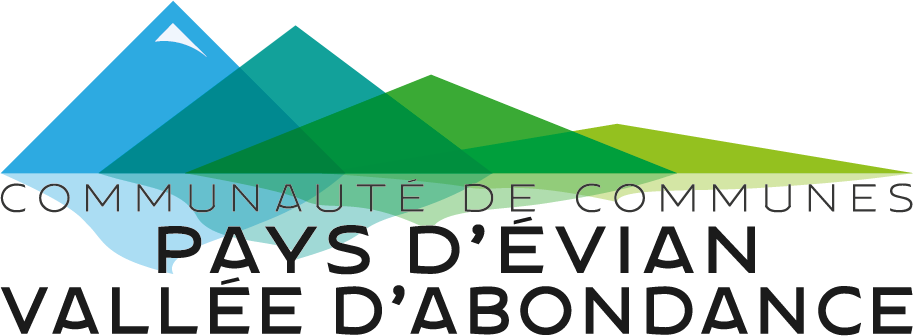 COMMUNAUTÉ DE COMMUNES
PAYS D'ÉVIAN
VALLÉE D'ABONDANCE